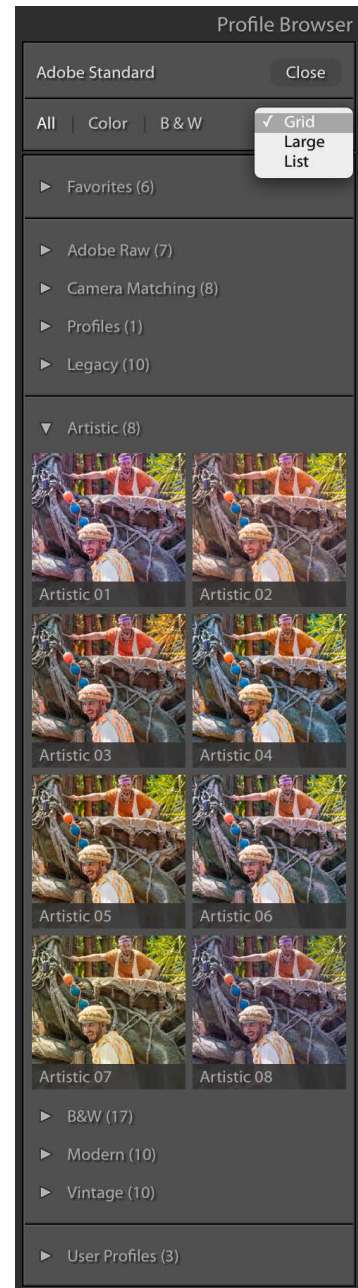 Profile Browser
Adobe Standard Close
All | Color | B & W ✓ Grid
Large
List
► Favorites (6)
► Adobe Raw (7)
► Camera Matching (8)
► Profiles (1)
► Legacy (10)
▼ Artistic (8)
Artistic 01 Artistic 02
Artistic 03 Artistic 04
Artistic 05 Artistic 06
Artistic 07 Artistic 08
► B&W (17)
► Modern (10)
► Vintage (10)
► User Profiles (3)